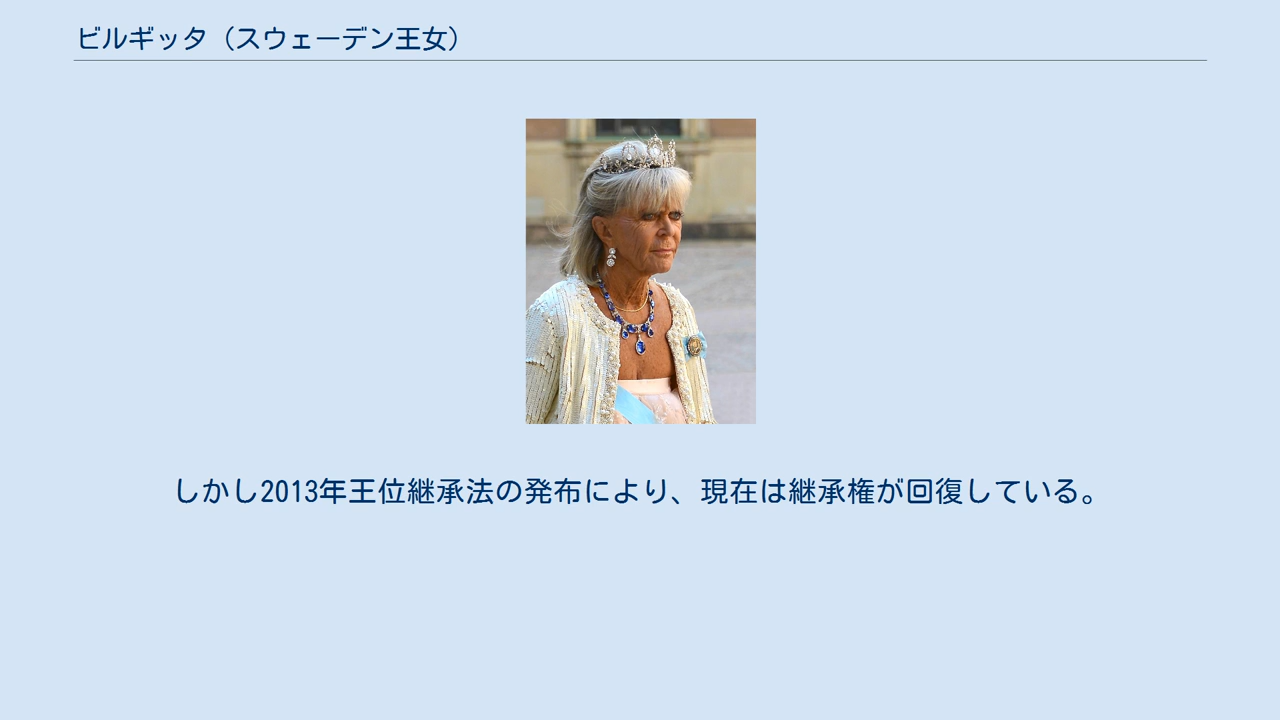 ビルギッタ（スウェーデン王女）
しかし2013年王位継承法の発布により、現在は継承権が回復している。